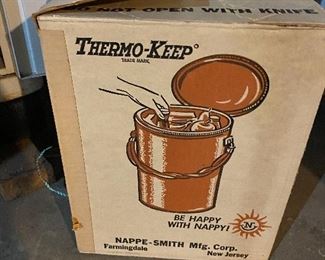 NOT OPEN WITH KNIFE
THERMO-KEEP
TRADE MARK
BE HAPPY
WITH NAPPY!
N
NAPPE-SMITH Mfg. Corp.
Farmingdale New Jersey